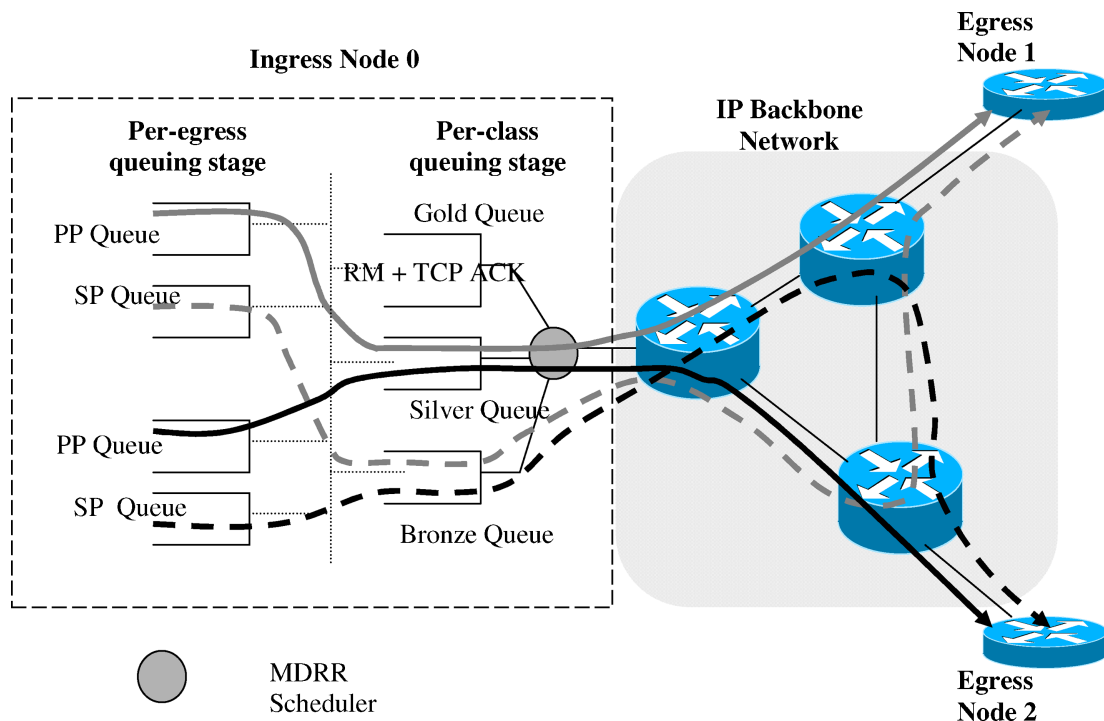 Egress
Node 1
Ingress Node 0
IP Backbone
Network
Per-egress
queuing stage
Per-class
queuing stage
Gold Queue
PP Queue
RM + TCP ACK
SP Queue
Silver Queue
PP Queue
SP Queue
Bronze Queue
MDRR
Scheduler
Egress
Node 2